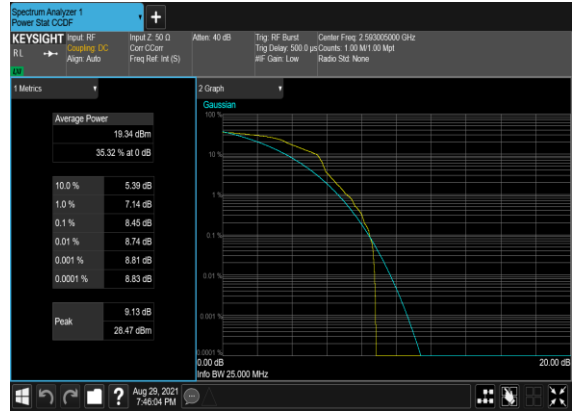 Spectrum Analyzer 1
Power Stat CCDF
KEYSIGHT
RL
Input: RF
Coupling: DC
Align: Auto
Input Z: 50 Ω
Corr CCorr
Freq Ref: Int (S)
Atten: 40 dB
Trig: RF Burst
Trig Delay: 500.0 µs
#IF Gain: Low
Center Freq: 2.593005000 GHz
Counts: 1.00 M/1.00 Mpt
Radio Std: None
1 Metrics
Average Power
19.34 dBm
35.32 % at 0 dB
10.0 % 5.39 dB
1.0 % 7.14 dB
0.1 % 8.45 dB
0.01 % 8.74 dB
0.001 % 8.81 dB
0.0001 % 8.83 dB
Peak
9.13 dB
28.47 dBm
2 Graph
Gaussian
100 %
10 %
1 %
0.1 %
0.01 %
0.001 %
0.0001 %
0.00 dB
20.00 dB
Info BW 25.000 MHz
Aug 29, 2021
7:46:04 PM